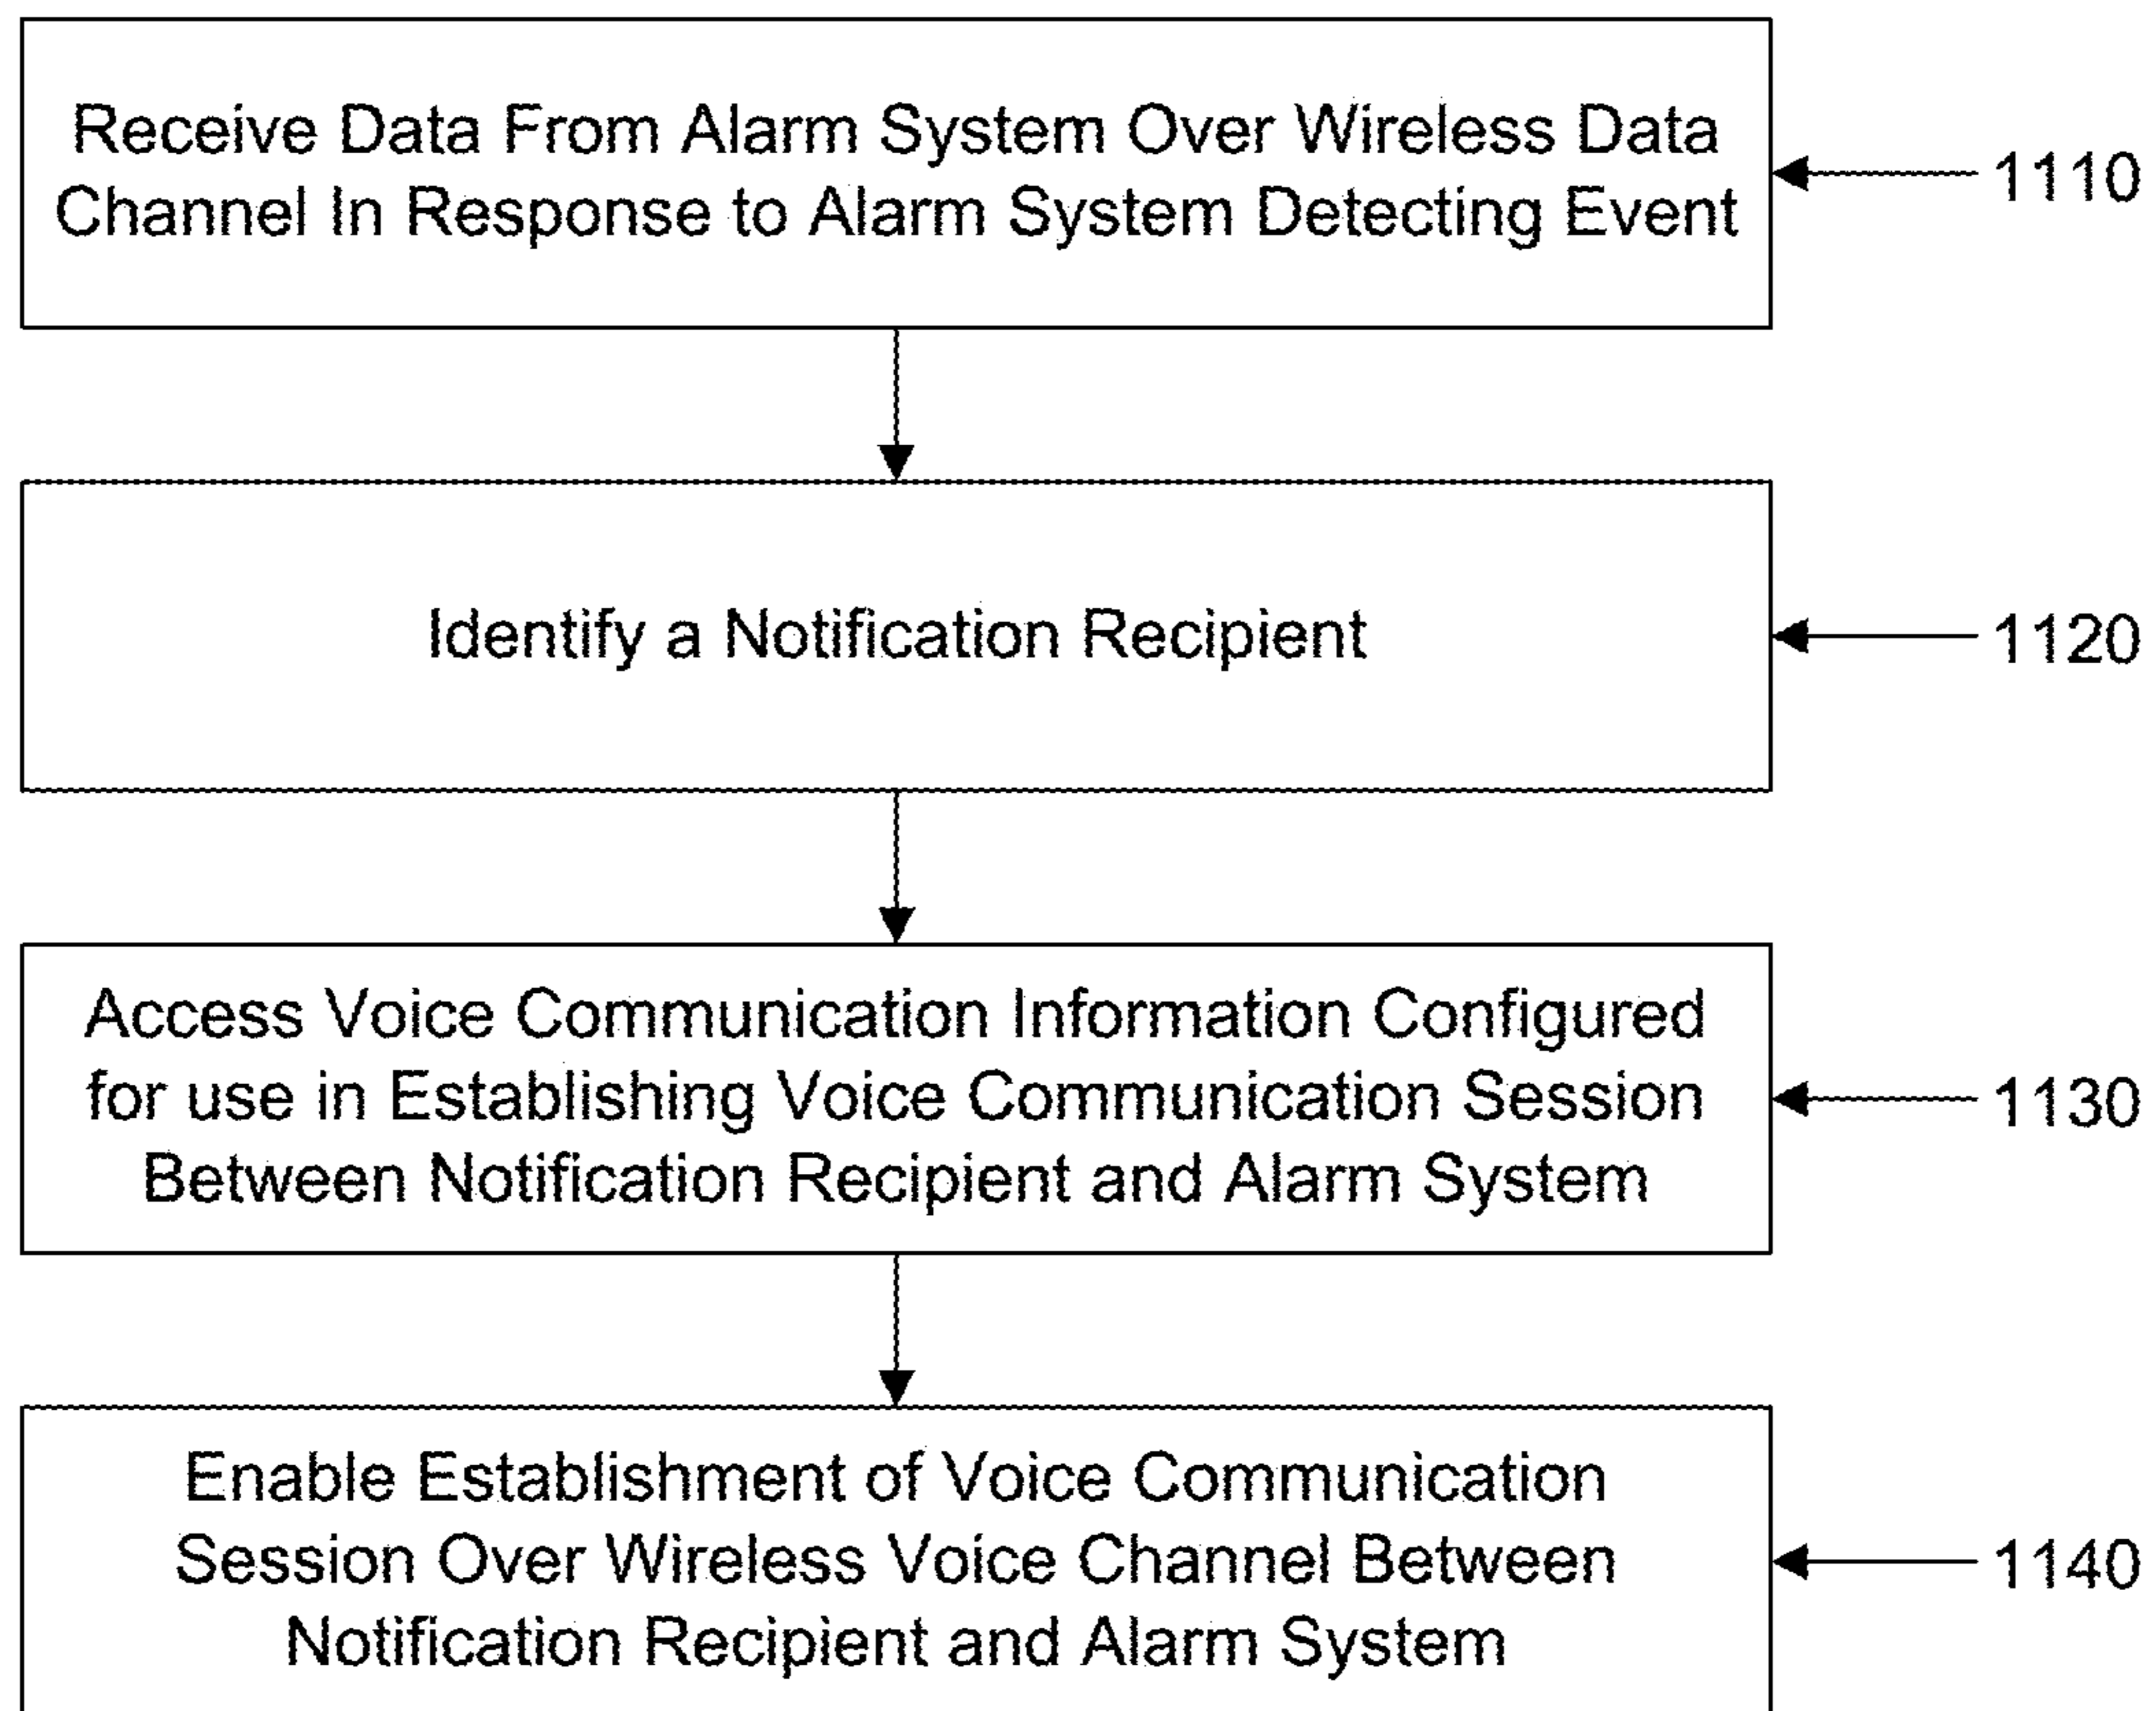 Receive Data From Alarm System Over Wireless Data
Channel In Response to Alarm System Detecting Event
1110
Identify a Notification Recipient
1120
Access Voice Communication Information Configured
for use in Establishing Voice Communication Session
Between Notification Recipient and Alarm System
1130
Enable Establishment of Voice Communication
Session Over Wireless Voice Channel Between
Notification Recipient and Alarm System
1140